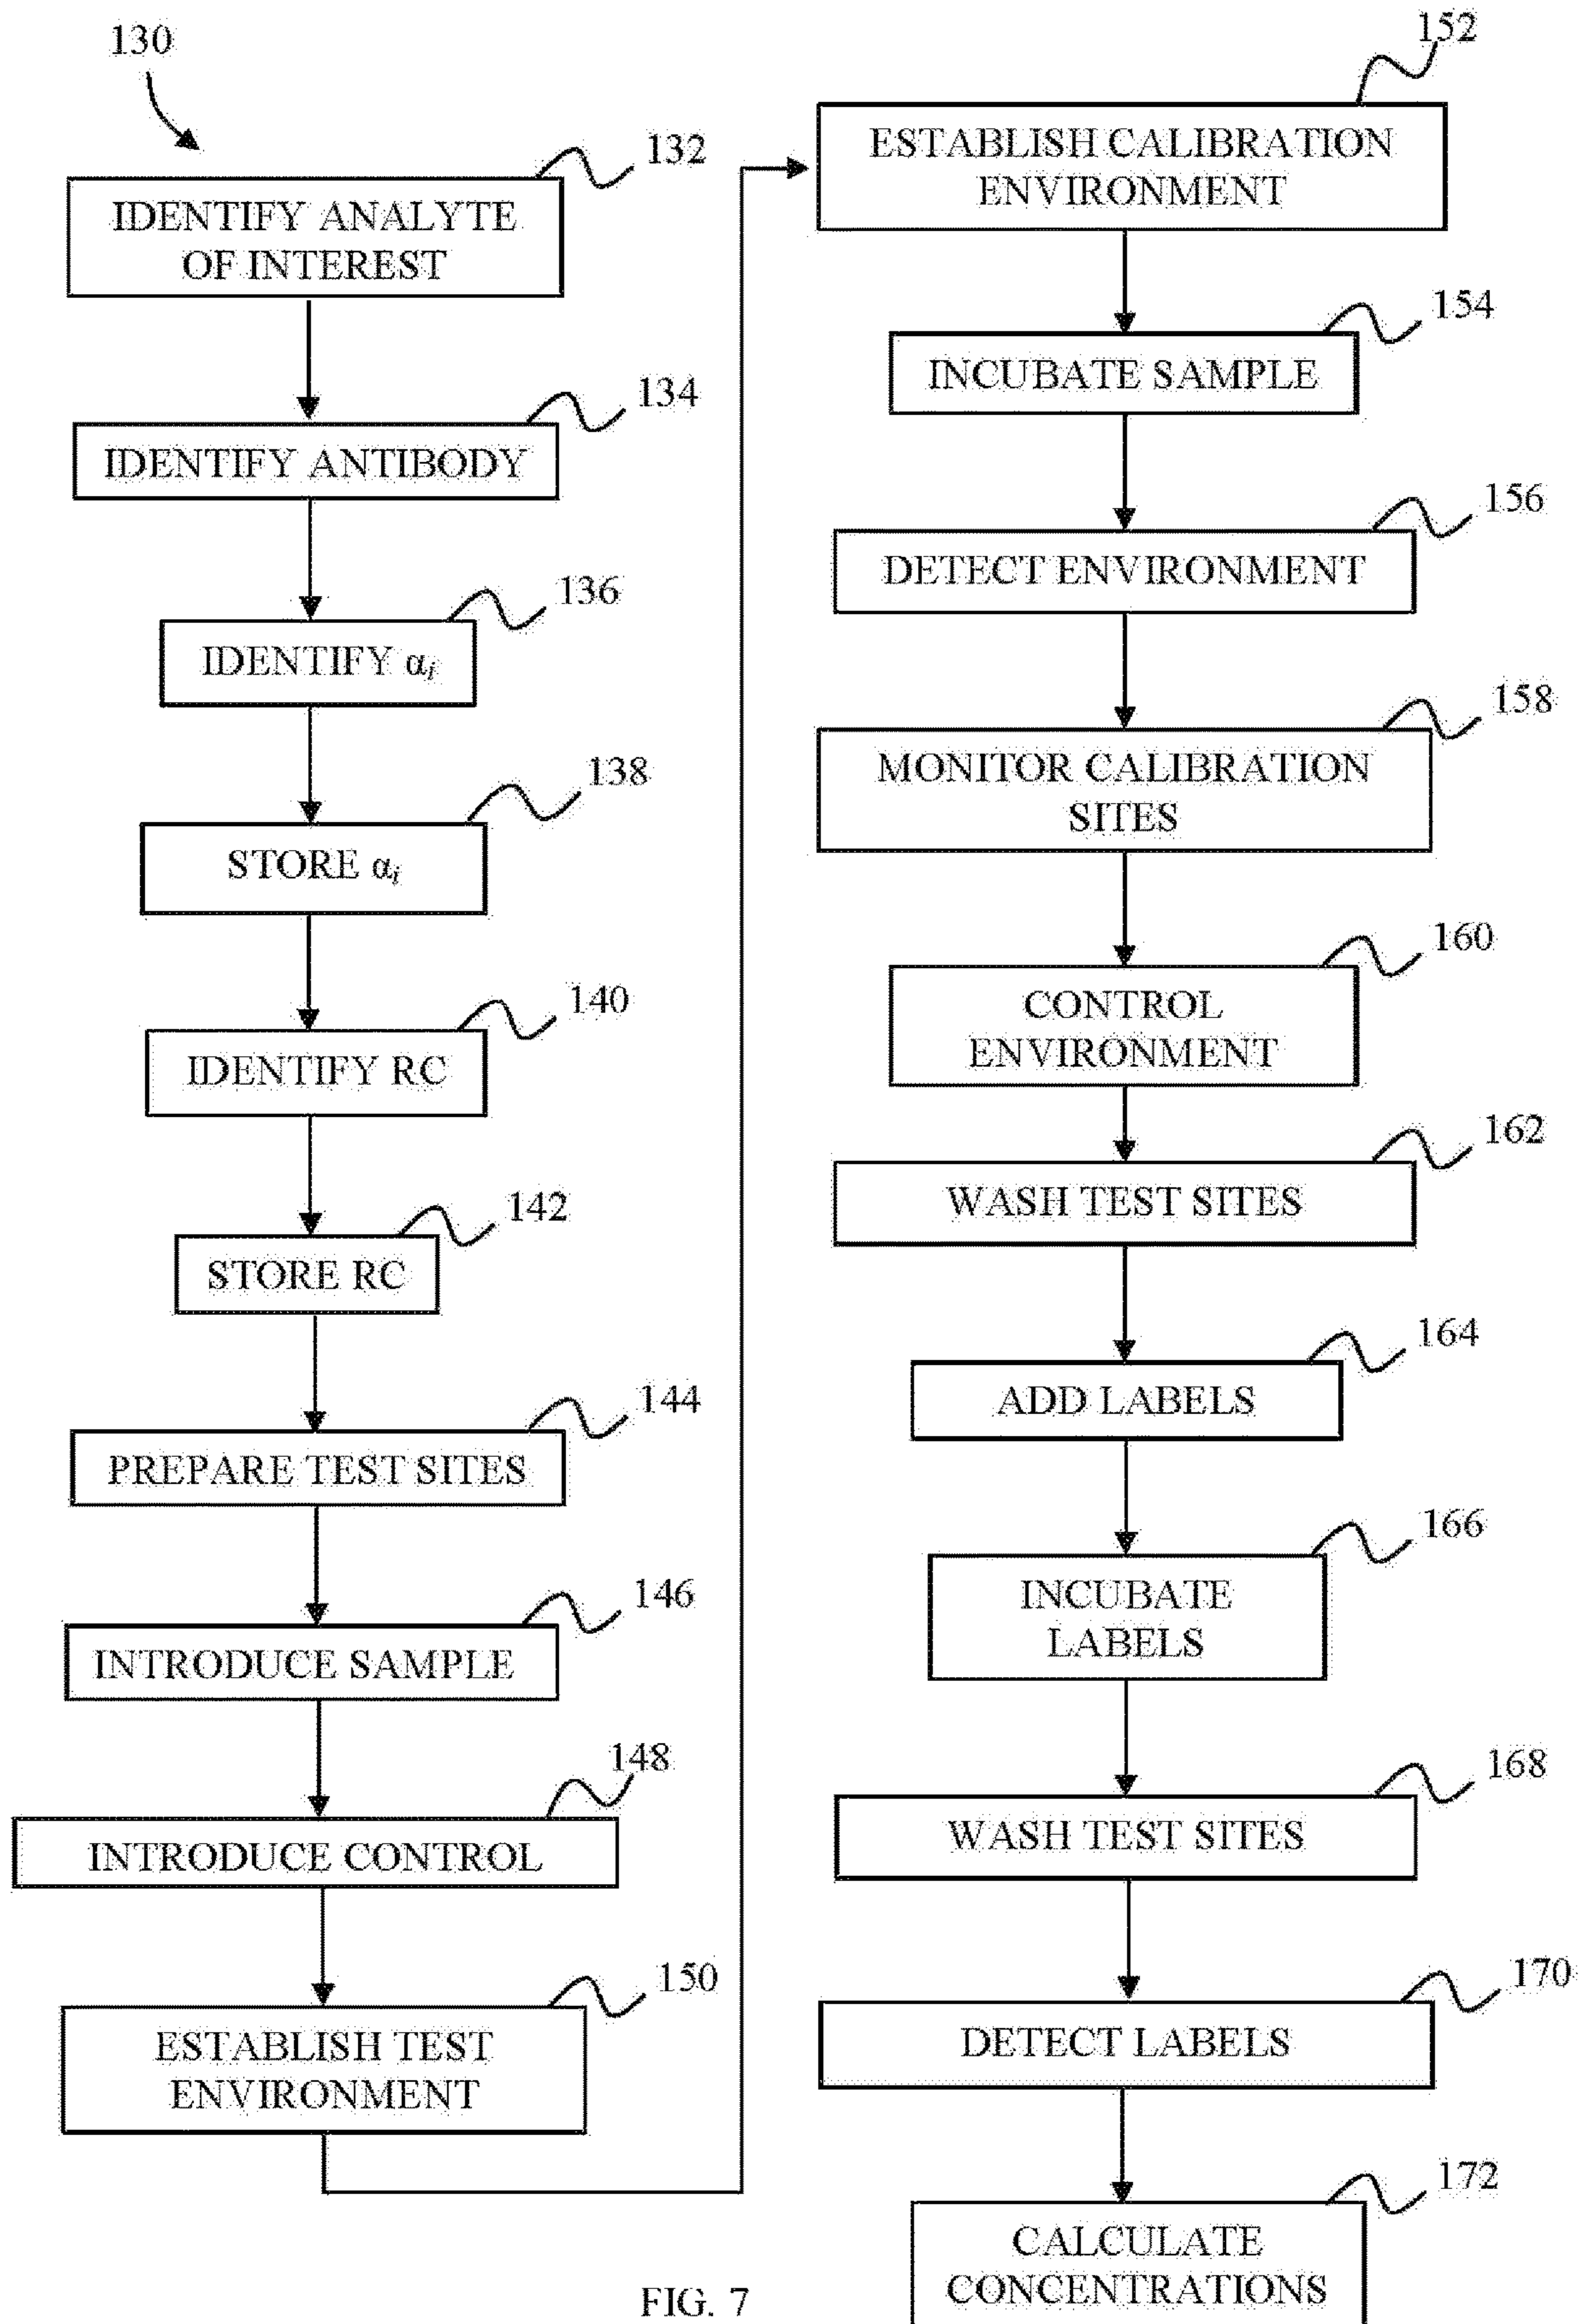 130
132
IDENTIFY ANALYTE
OF INTEREST
134
IDENTIFY ANTIBODY
136
IDENTIFY αi
138
STORE αi
140
IDENTIFY RC
142
STORE RC
144
PREPARE TEST SITES
146
INTRODUCE SAMPLE
148
INTRODUCE CONTROL
150
ESTABLISH TEST
ENVIRONMENT
152
ESTABLISH CALIBRATION
ENVIRONMENT
154
INCUBATE SAMPLE
156
DETECT ENVIRONMENT
158
MONITOR CALIBRATION
SITES
160
CONTROL
ENVIRONMENT
162
WASH TEST SITES
164
ADD LABELS
166
INCUBATE
LABELS
168
WASH TEST SITES
170
DETECT LABELS
172
CALCULATE
CONCENTRATIONS
FIG. 7